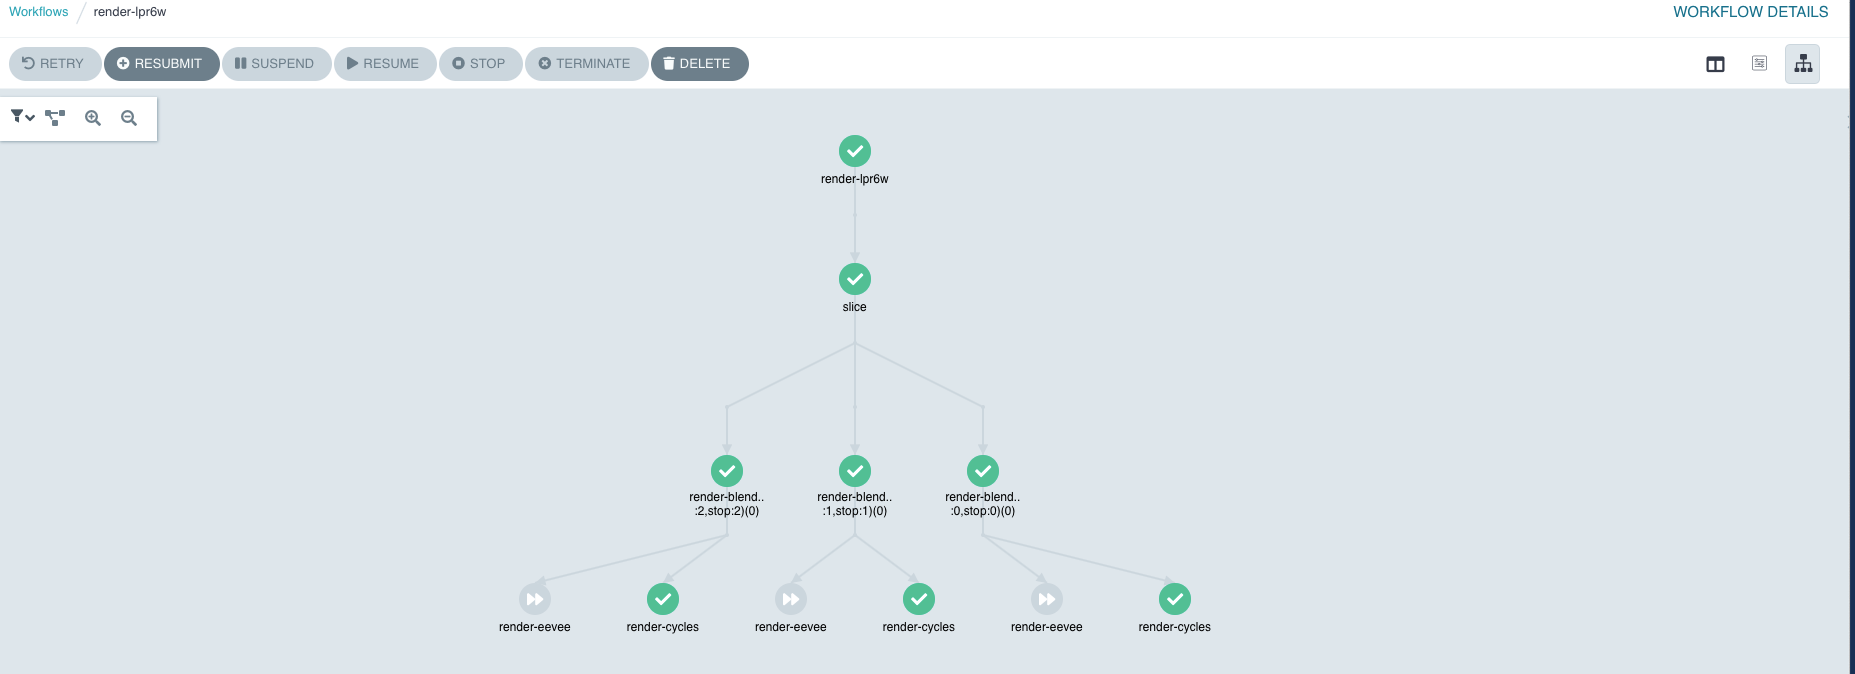 Workflows / render-lpr6w
WORKFLOW DETAILS
RETRY
RESUBMIT
SUSPEND
RESUME
STOP
TERMINATE
DELETE
render-lpr6w
slice
render-blend..
:2,stop:2)(0)
render-blend..
:1,stop:1)(0)
render-blend..
:0,stop:0)(0)
render-eevee
render-cycles
render-eevee
render-cycles
render-eevee
render-cycles